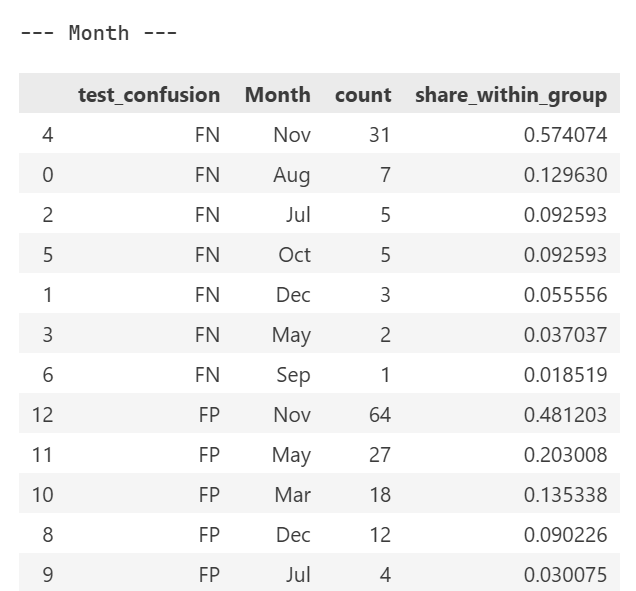 --- Month ---
test_confusion Month count share_within_group
4 FN Nov 31 0.574074
0 FN Aug 7 0.129630
2 FN Jul 5 0.092593
5 FN Oct 5 0.092593
1 FN Dec 3 0.055556
3 FN May 2 0.037037
6 FN Sep 1 0.018519
12 FP Nov 64 0.481203
11 FP May 27 0.203008
10 FP Mar 18 0.135338
8 FP Dec 12 0.090226
9 FP Jul 4 0.030075